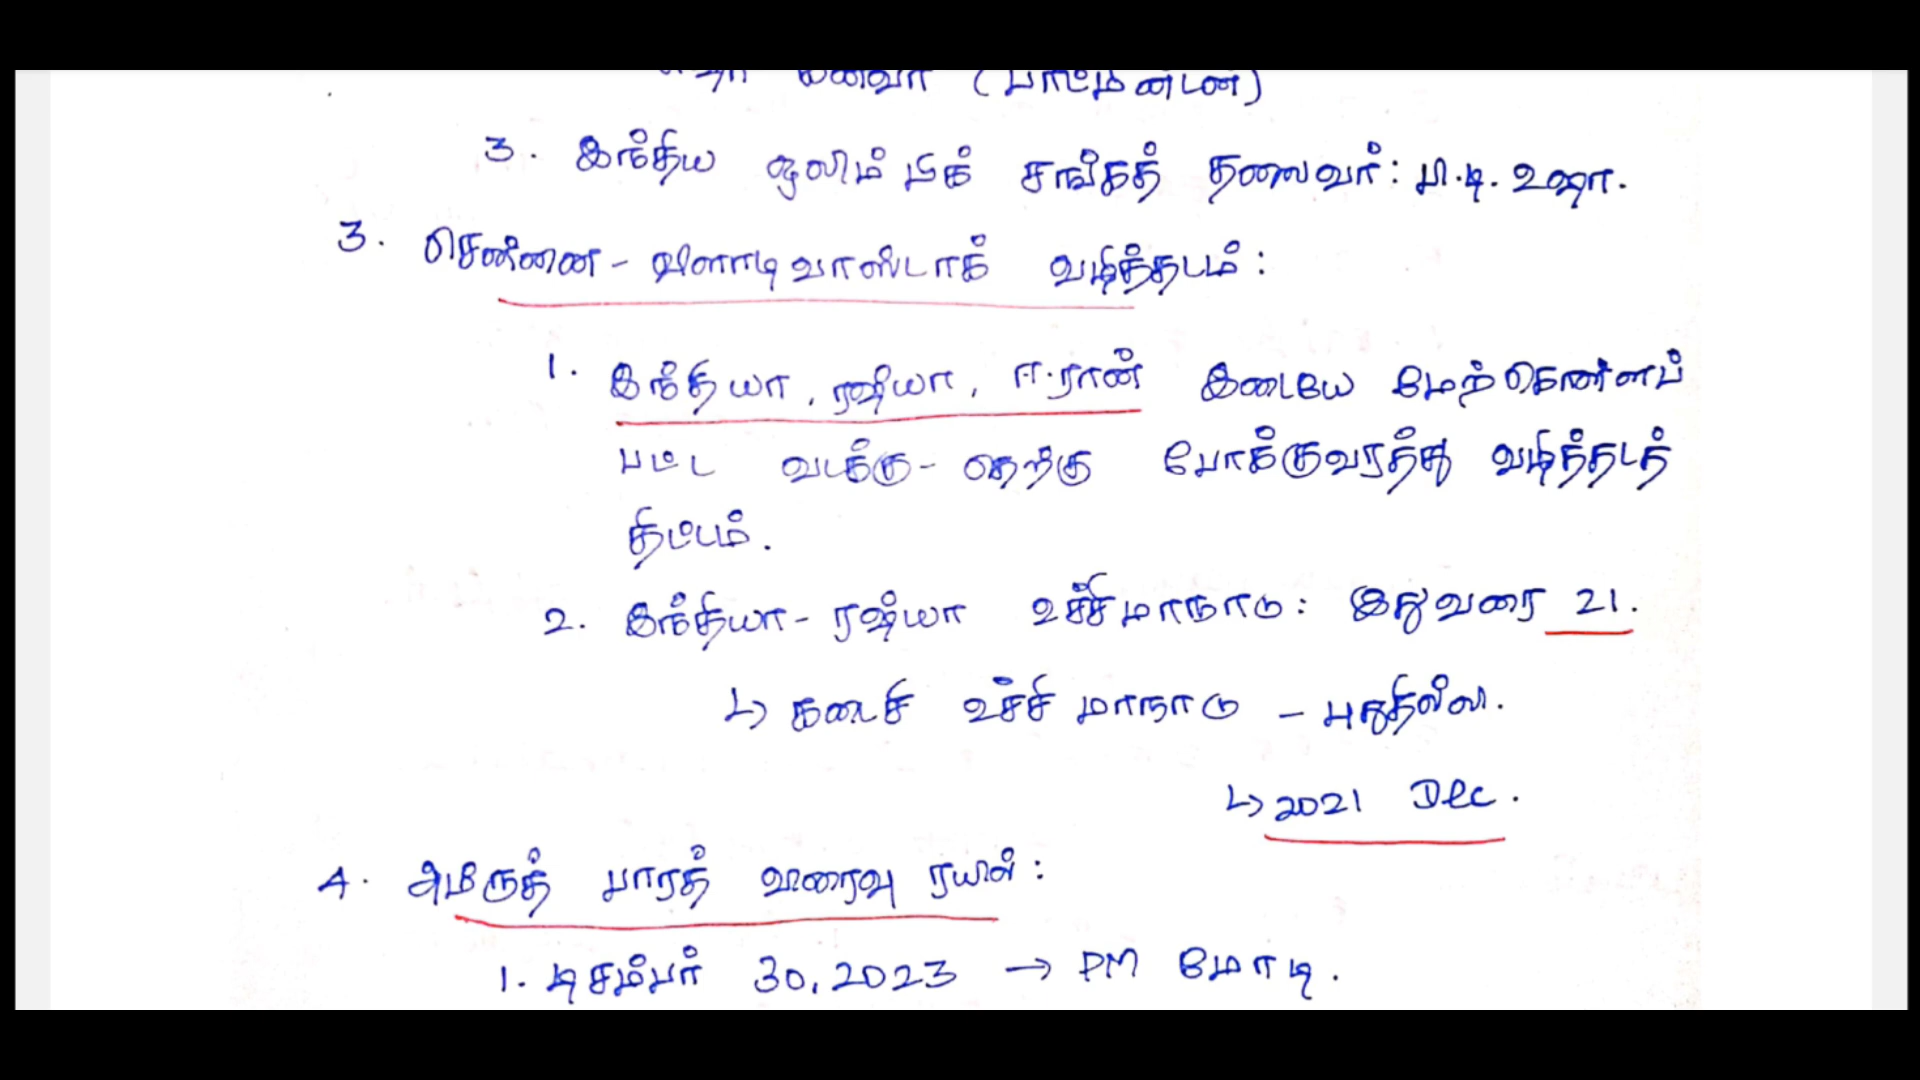 (பாட்மின்டன்)
3. இந்திய ஒலிம்பிக் சங்கத் தலைவர்: பி.டி. உஷா.
3. சென்னை - விளாடிவாஸ்டாக் வழித்தடம்:
1. இந்தியா, ரஷியா, ஈரான் இடையே மேற்கொள்ளப்
பட்ட வடக்கு - தெற்கு போக்குவரத்து வழித்தடத்
திட்டம்.
2. இந்தியா - ரஷியா உச்சிமாநாடு: இதுவரை 21.
↳ கடைசி உச்சி மாநாடு - புதுதில்லி.
↳ 2021 Dec.
4. அமிருத் பாரத் விரைவு ரயில்:
1. டிசம்பர் 30, 2023 → PM மோடி.